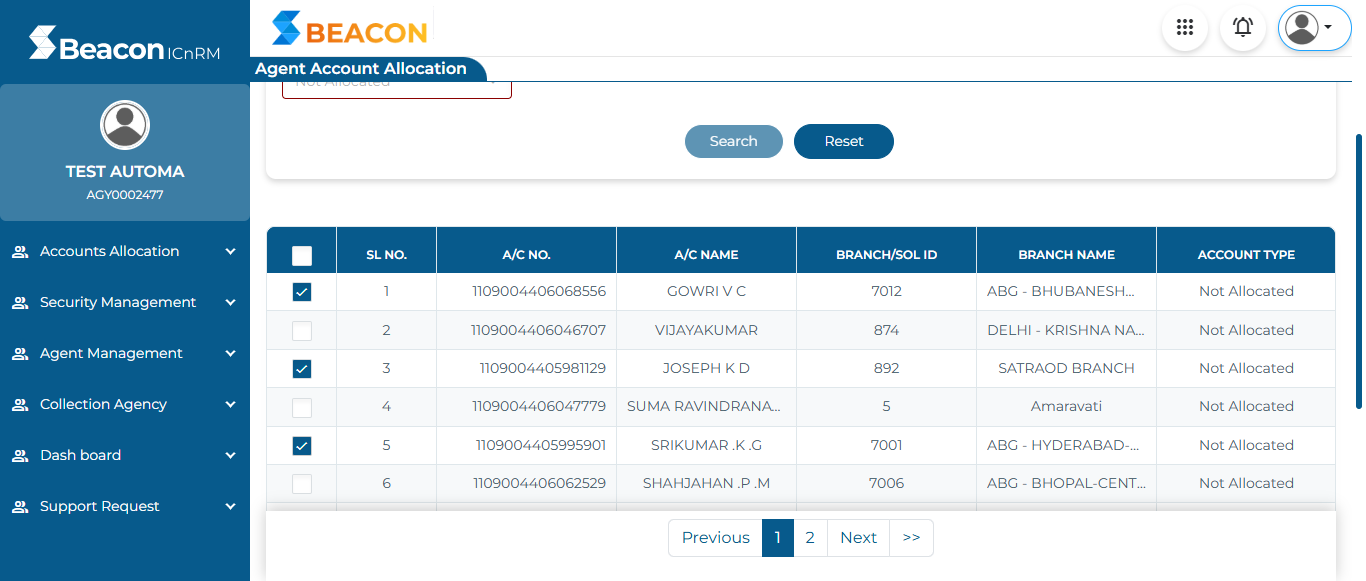 Beacon ICnRM
BEACON
Agent Account Allocation
Not Allocated
TEST AUTOMA
AGY0002477
Accounts Allocation
Security Management
Agent Management
Collection Agency
Dash board
Support Request
Search Reset
SL NO. A/C NO. A/C NAME BRANCH/SOL ID BRANCH NAME ACCOUNT TYPE
1 1109004406068556 GOWRI V C 7012 ABG - BHUBANESH... Not Allocated
2 1109004406046707 VIJAYAKUMAR 874 DELHI - KRISHNA NA... Not Allocated
3 1109004405981129 JOSEPH K D 892 SATRAOD BRANCH Not Allocated
4 1109004406047779 SUMA RAVINDRANA... 5 Amaravati Not Allocated
5 1109004405995901 SRIKUMAR .K .G 7001 ABG - HYDERABAD-... Not Allocated
6 1109004406062529 SHAHJAHAN .P .M 7006 ABG - BHOPAL-CENT... Not Allocated
Previous 1 2 Next >>